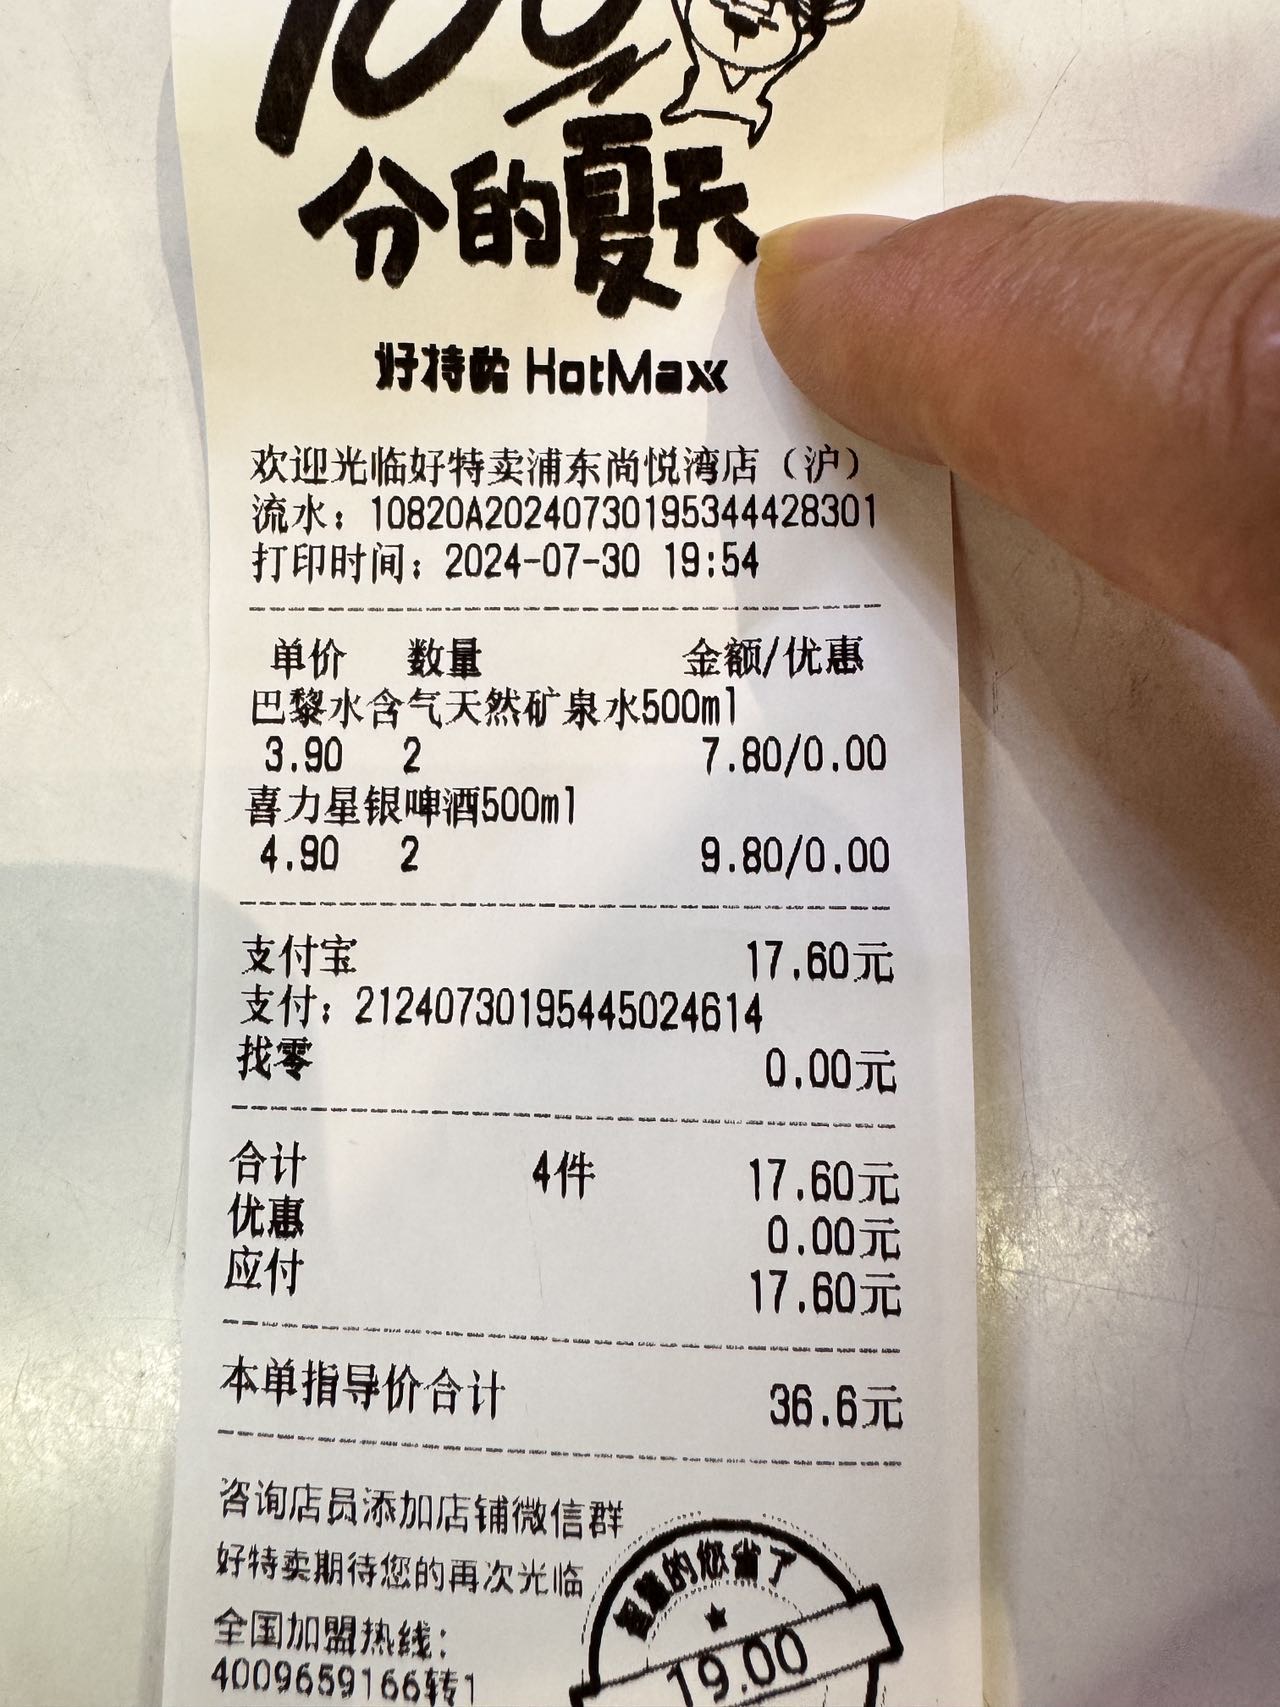 100
分的夏天
好特卖 HotMaxx
欢迎光临好特卖浦东尚悦湾店（沪）
流水：10820A20240730195344428301
打印时间：2024-07-30 19:54
单价 数量 金额/优惠
巴黎水含气天然矿泉水500ml
3.90 2 7.80/0.00
喜力星银啤酒500ml
4.90 2 9.80/0.00
支付宝 17.60元
支付：21240730195445024614
找零 0.00元
合计 4件 17.60元
优惠 0.00元
应付 17.60元
本单指导价合计 36.6元
咨询店员添加店铺微信群
好特卖期待您的再次光临
全国加盟热线：
4009659166转1
的您省了
19.00